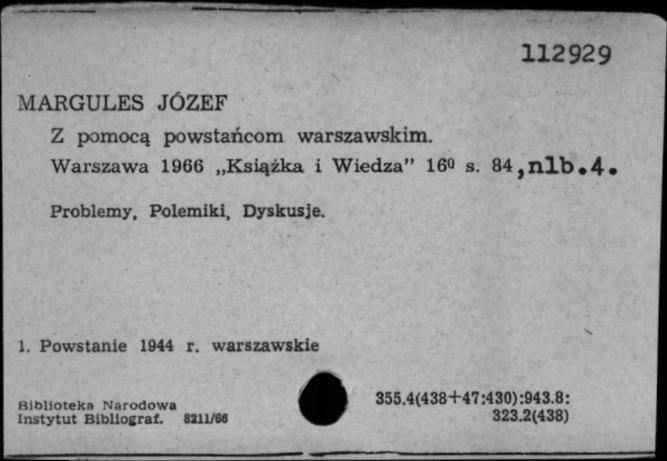 112929
MARGULES JÓZEF
Z pomocą powstańcom warszawskim.
Warszawa 1966 „Książka i Wiedza” 16⁰ s. 84, nlb.4.
Problemy, Polemiki, Dyskusje.
1. Powstanie 1944 r. warszawskie
Biblioteka Narodowa
Instytut Bibliograf. 8211/66
355.4(438+47:430):943.8:
323.2(438)